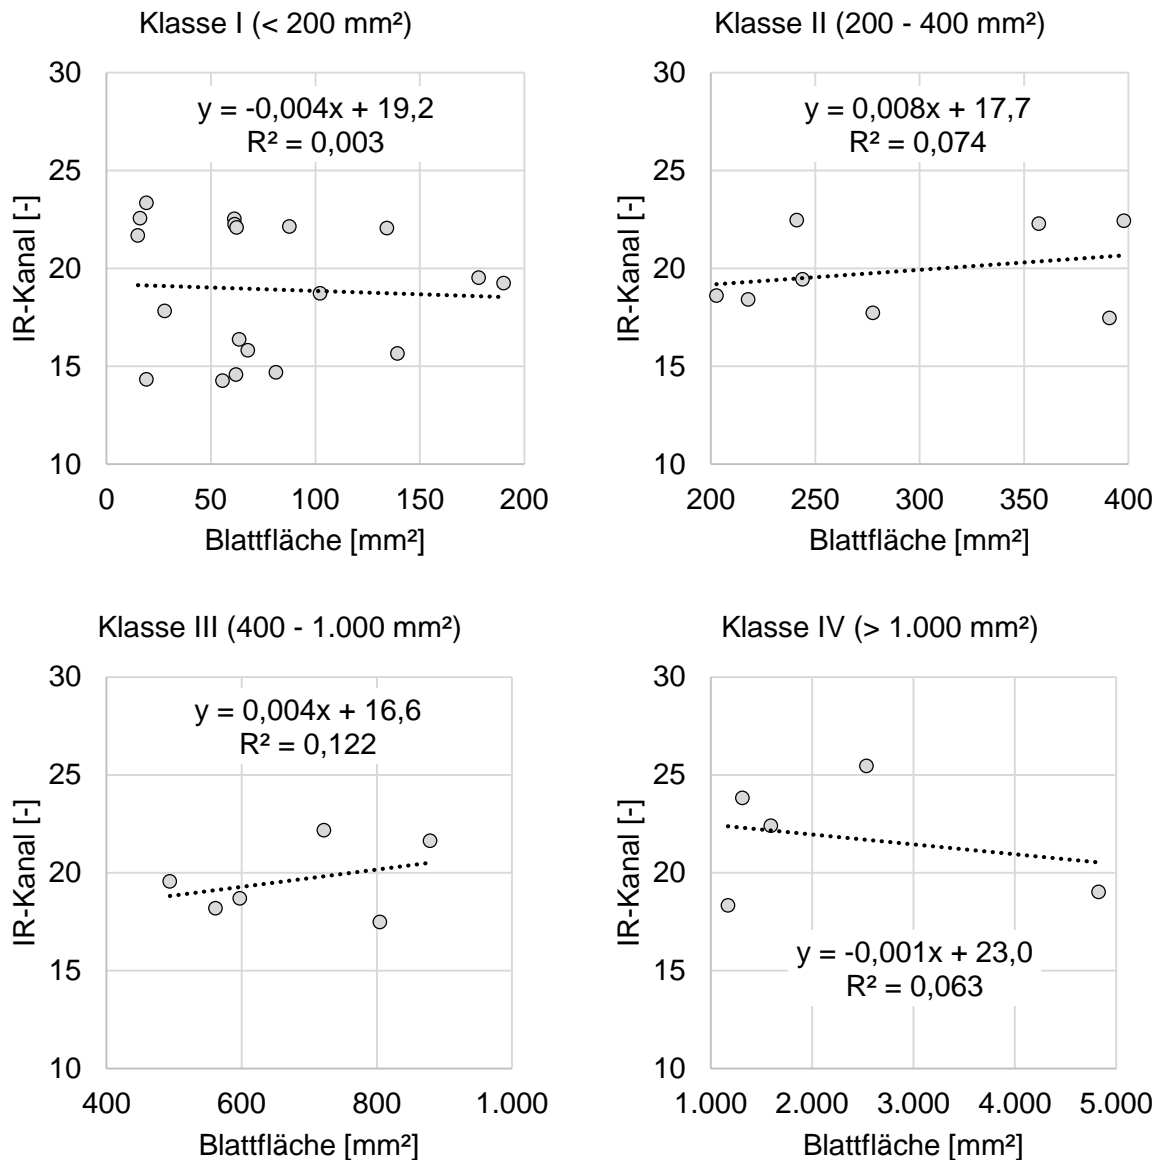 Klasse I (< 200 mm²)
30
25
20
15
10
IR-Kanal [-]
y = -0,004x + 19,2
R² = 0,003
0 50 100 150 200
Blattfläche [mm²]
Klasse II (200 - 400 mm²)
30
25
20
15
10
IR-Kanal [-]
y = 0,008x + 17,7
R² = 0,074
200 250 300 350 400
Blattfläche [mm²]
Klasse III (400 - 1.000 mm²)
30
25
20
15
10
IR-Kanal [-]
y = 0,004x + 16,6
R² = 0,122
400 600 800 1.000
Blattfläche [mm²]
Klasse IV (> 1.000 mm²)
30
25
20
15
10
IR-Kanal [-]
y = -0,001x + 23,0
R² = 0,063
1.000 2.000 3.000 4.000 5.000
Blattfläche [mm²]